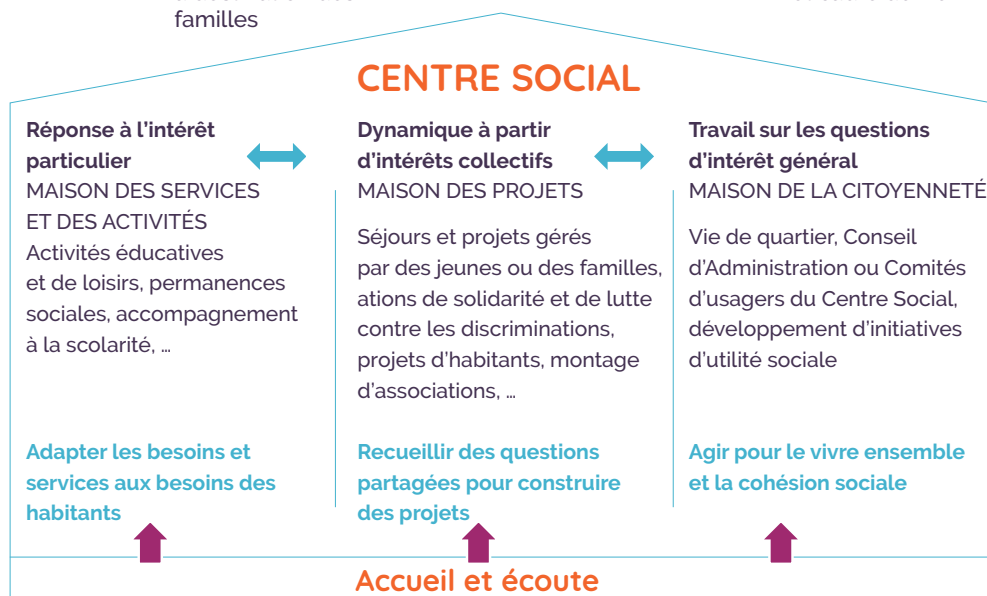 familles
CENTRE SOCIAL
Réponse à l'intérêt
particulier
MAISON DES SERVICES
ET DES ACTIVITÉS
Activités éducatives
et de loisirs, permanences
sociales, accompagnement
à la scolarité, …
Adapter les besoins et
services aux besoins des
habitants
Dynamique à partir
d'intérêts collectifs
MAISON DES PROJETS
Séjours et projets gérés
par des jeunes ou des familles,
ations de solidarité et de lutte
contre les discriminations,
projets d'habitants, montage
d'associations, …
Recueillir des questions
partagées pour construire
des projets
Travail sur les questions
d'intérêt général
MAISON DE LA CITOYENNETÉ
Vie de quartier, Conseil
d'Administration ou Comités
d'usagers du Centre Social,
développement d'initiatives
d'utilité sociale
Agir pour le vivre ensemble
et la cohésion sociale
Accueil et écoute